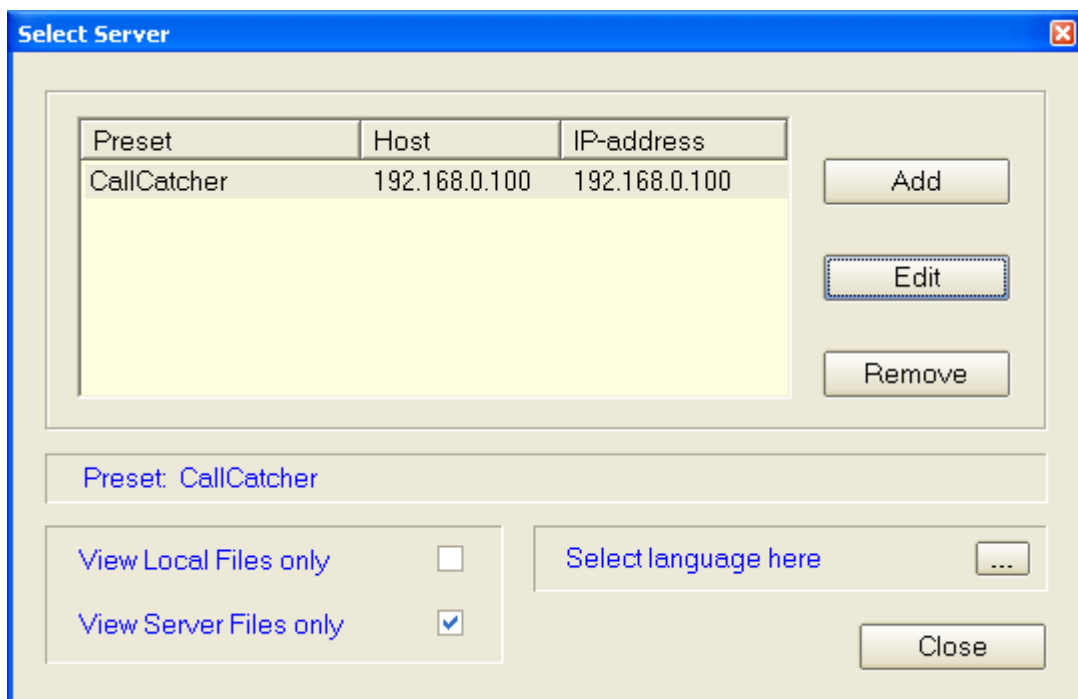 Select Server
Preset Host IP-address
CallCatcher 192.168.0.100 192.168.0.100
Add
Edit
Remove
Preset: CallCatcher
View Local Files only
View Server Files only
Select language here ...
Close